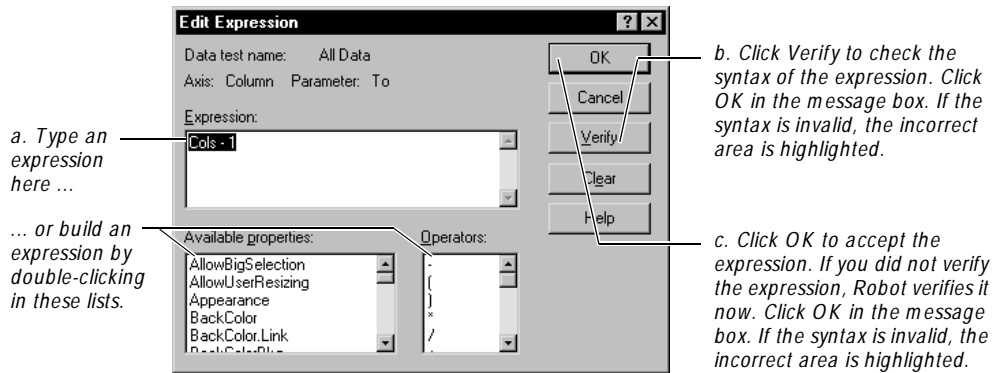 Edit Expression
Data test name: All Data
Axis: Column Parameter: To
Expression:
Cols - 1
Available properties:
AllowBigSelection
AllowUserResizing
Appearance
BackColor
BackColor.Link
Operators:
-
(
)
*
/
OK
Cancel
Verify
Clear
Help
a. Type an
expression
here ...
... or build an
expression by
double-clicking
in these lists.
b. Click Verify to check the
syntax of the expression. Click
OK in the message box. If the
syntax is invalid, the incorrect
area is highlighted.
c. Click OK to accept the
expression. If you did not verify
the expression, Robot verifies it
now. Click OK in the message
box. If the syntax is invalid, the
incorrect area is highlighted.